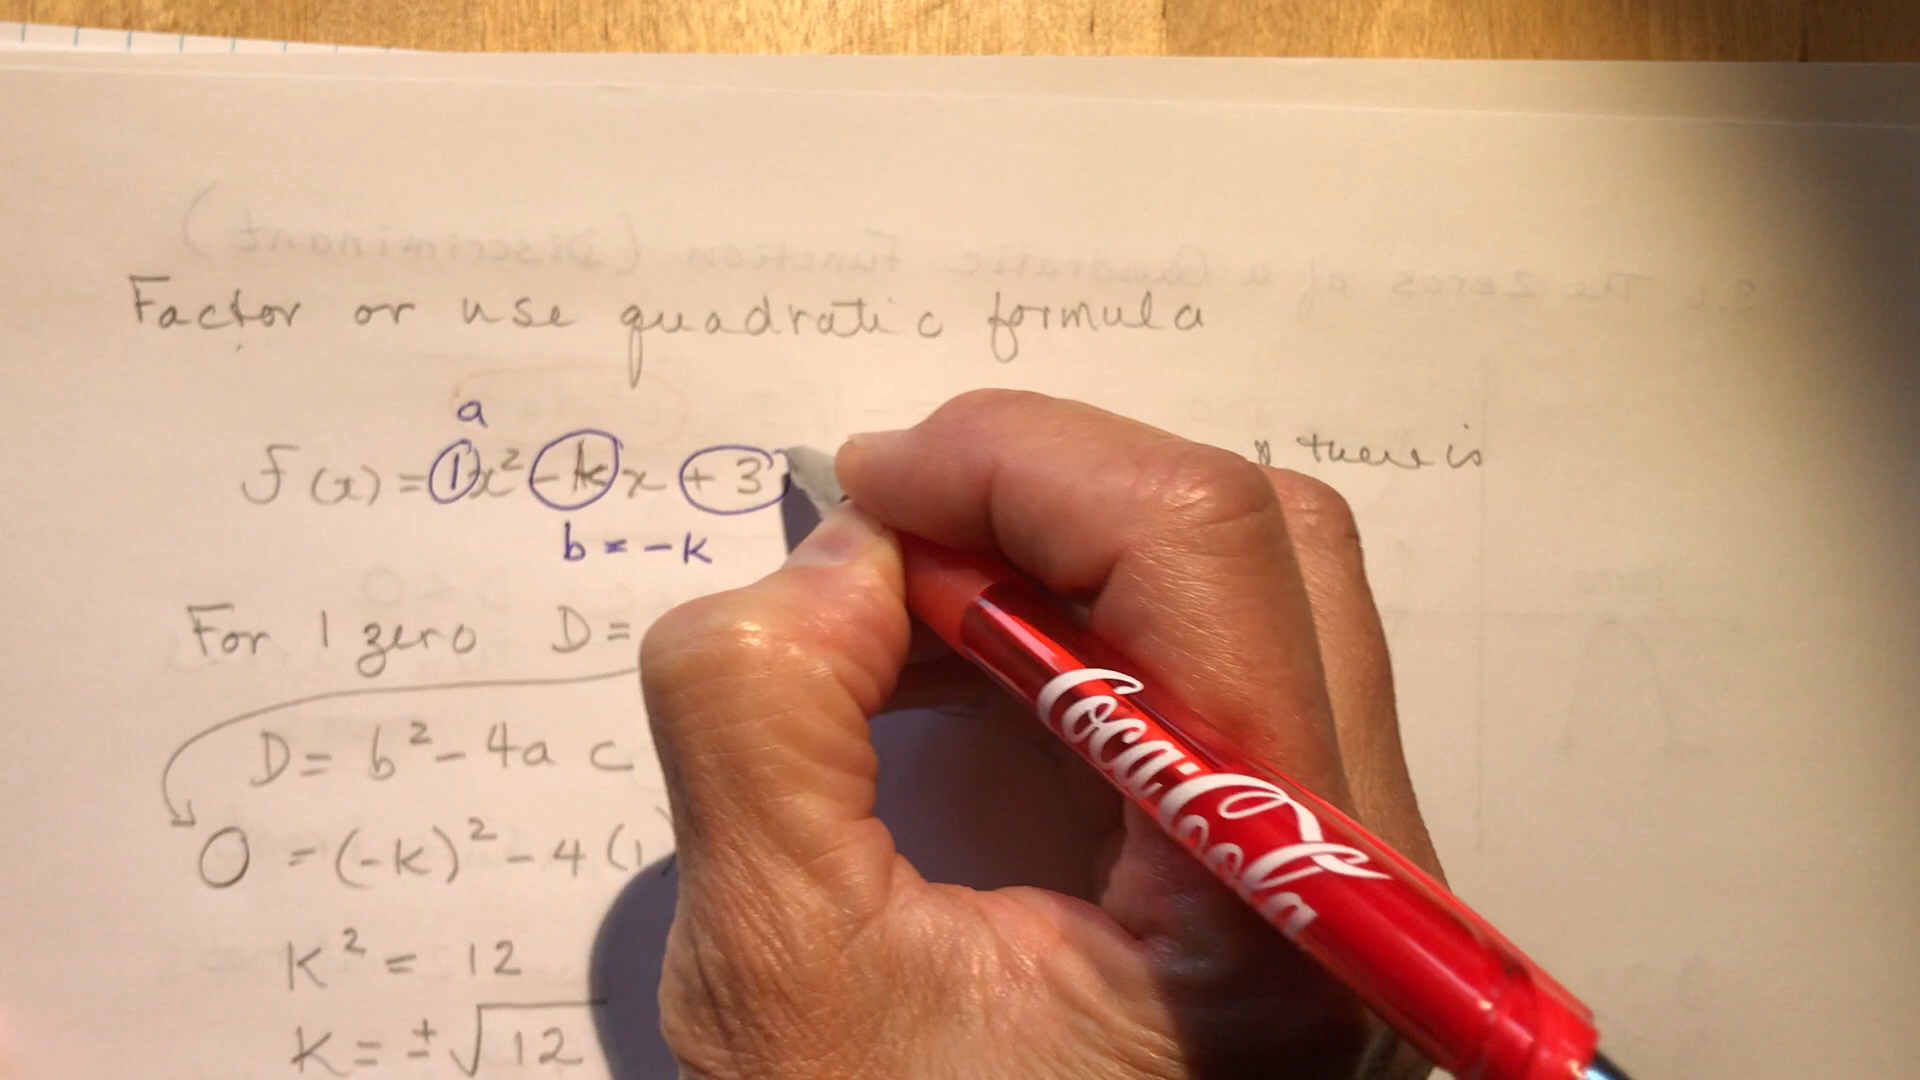 Factor or use quadratic formula
a
f(x) = 1x² - kx + 3 there is
b = -k
For 1 zero D =
D = b² - 4a c
0 = (-k)² - 4 (1)
k² = 12
k = ± √12
Coca-Cola